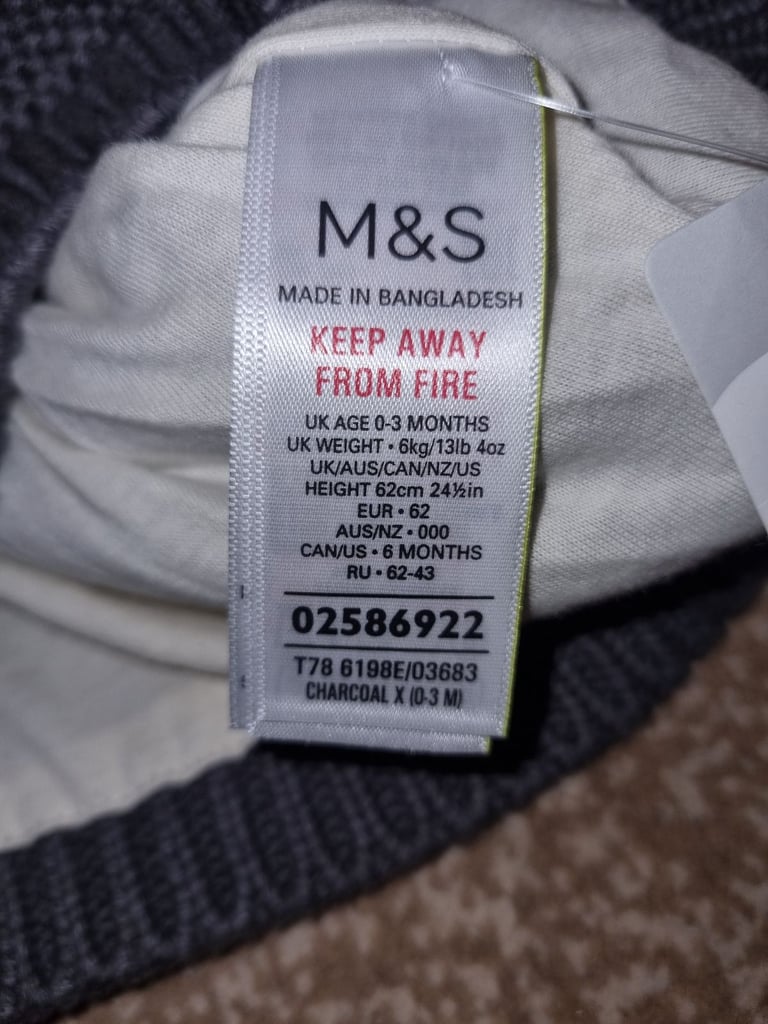 M&S
MADE IN BANGLADESH
KEEP AWAY
FROM FIRE
UK AGE 0-3 MONTHS
UK WEIGHT • 6kg/13lb 4oz
UK/AUS/CAN/NZ/US
HEIGHT 62cm 24½in
EUR • 62
AUS/NZ • 000
CAN/US • 6 MONTHS
RU • 62-43
02586922
T78 6198E/03683
CHARCOAL X (0-3 M)